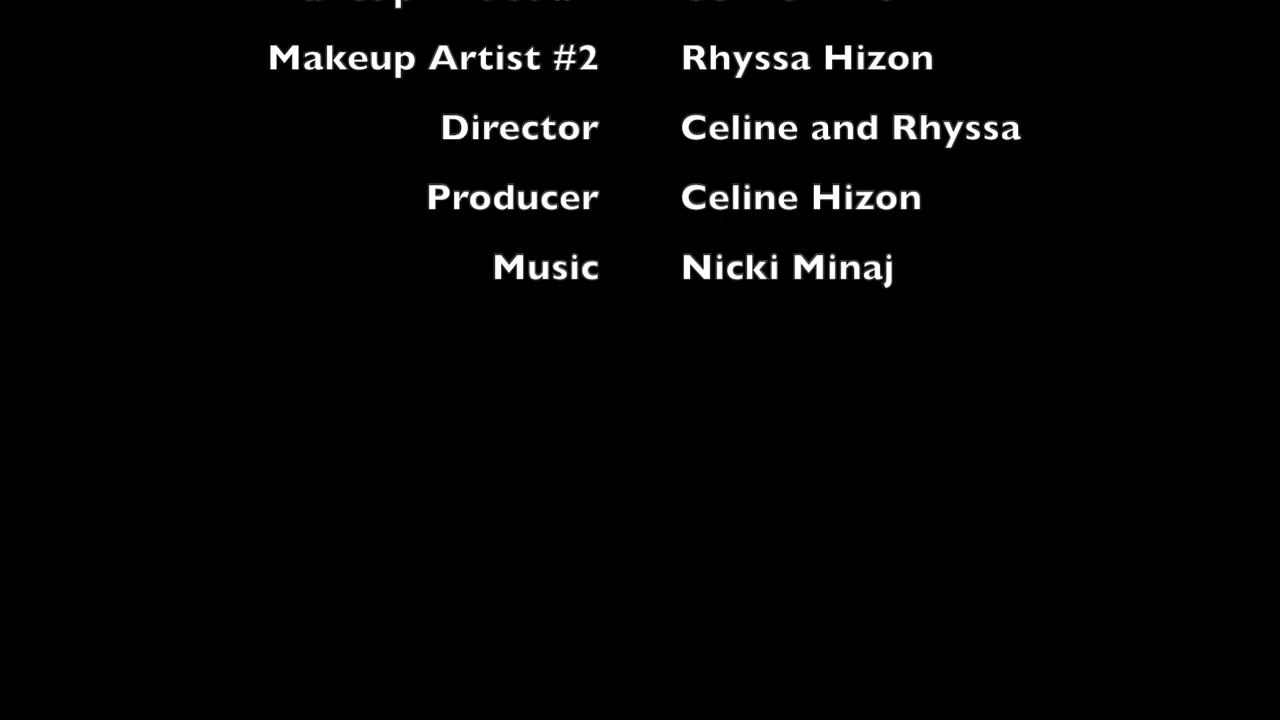 Makeup Artist #2 Rhyssa Hizon
Director Celine and Rhyssa
Producer Celine Hizon
Music Nicki Minaj